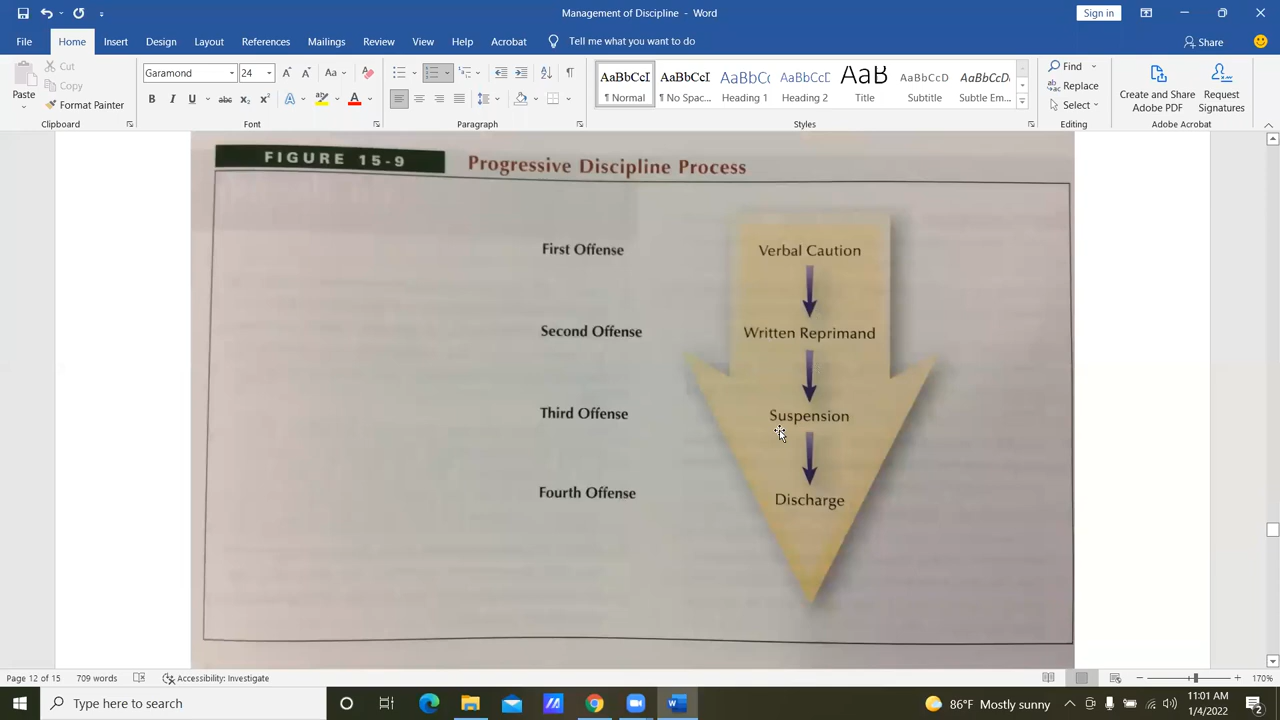 Management of Discipline - Word
Sign in
File Home Insert Design Layout References Mailings Review View Help Acrobat Tell me what you want to do Share
Paste Cut Copy Format Painter
Clipboard
Garamond 24
Font
Paragraph
AaBbCcI AaBbCcI AaBbC AaBbCcD AaB AaBbCcD AaBbCcD
¶ Normal ¶ No Spac... Heading 1 Heading 2 Title Subtitle Subtle Em...
Styles
Find
Replace
Select
Editing
Create and Share Adobe PDF
Request Signatures
Adobe Acrobat
FIGURE 15-9 Progressive Discipline Process
First Offense Verbal Caution
Second Offense Written Reprimand
Third Offense Suspension
Fourth Offense Discharge
Page 12 of 15 709 words Accessibility: Investigate 170%
Type here to search
86°F Mostly sunny
11:01 AM
1/4/2022
2